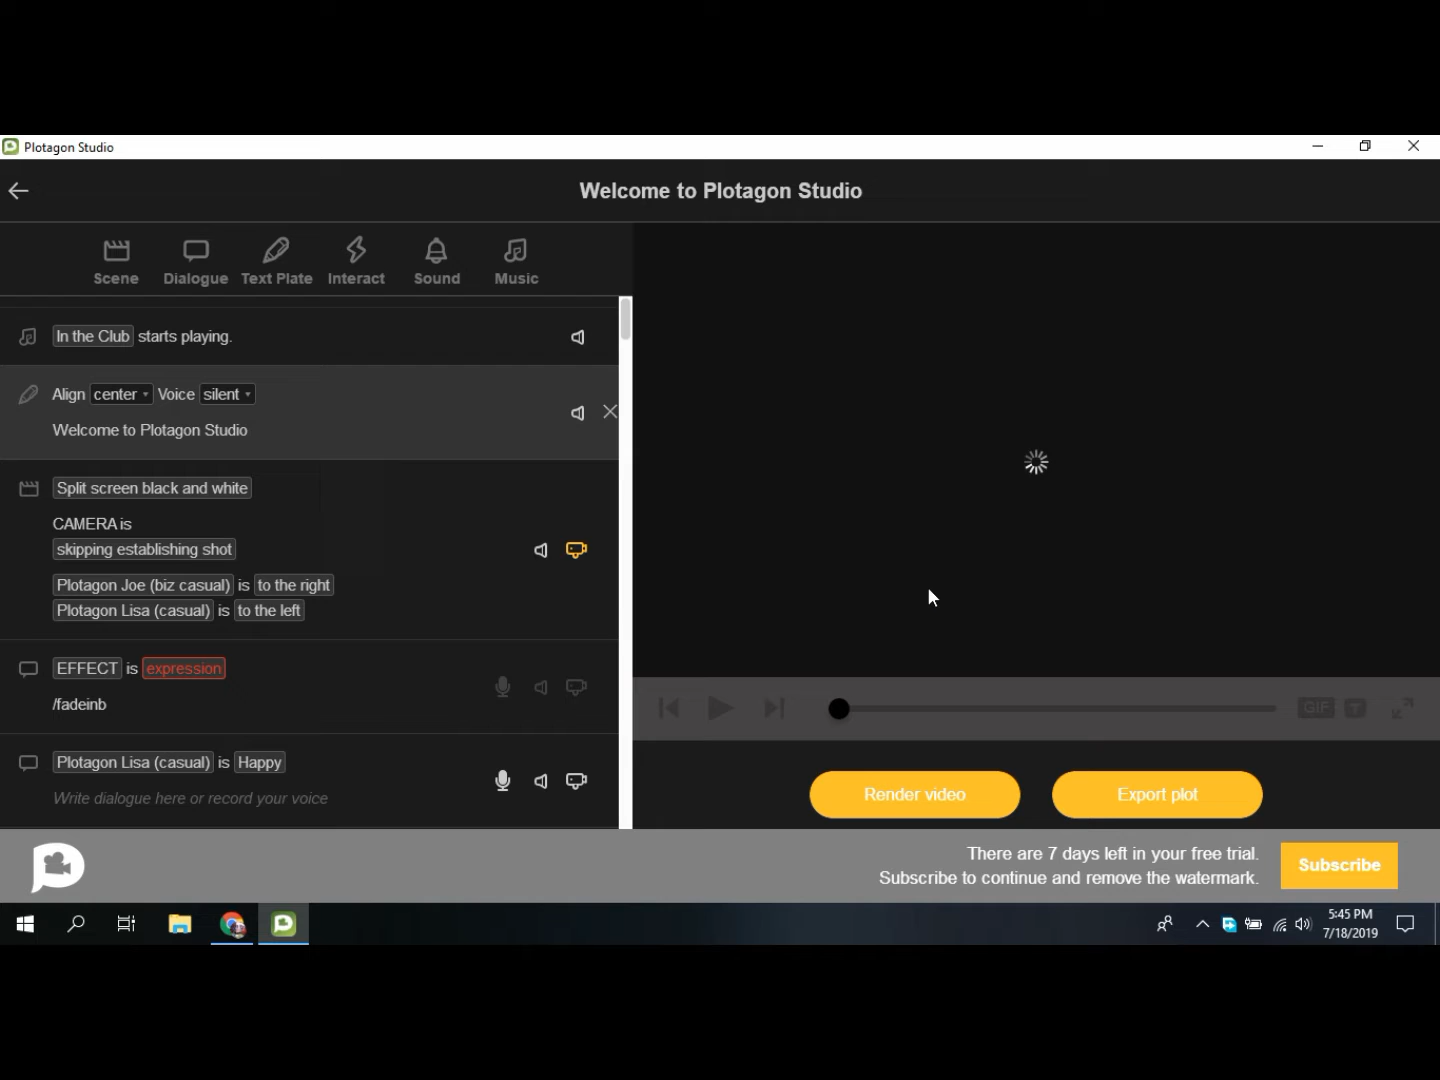 Plotagon Studio
Welcome to Plotagon Studio
Scene Dialogue Text Plate Interact Sound Music
In the Club starts playing.
Align center Voice silent
Welcome to Plotagon Studio
Split screen black and white
CAMERA is
skipping establishing shot
Plotagon Joe (biz casual) is to the right
Plotagon Lisa (casual) is to the left
EFFECT is expression
/fadeinb
Plotagon Lisa (casual) is Happy
Write dialogue here or record your voice
GIF T
Render video Export plot
There are 7 days left in your free trial.
Subscribe to continue and remove the watermark.
Subscribe
5:45 PM
7/18/2019